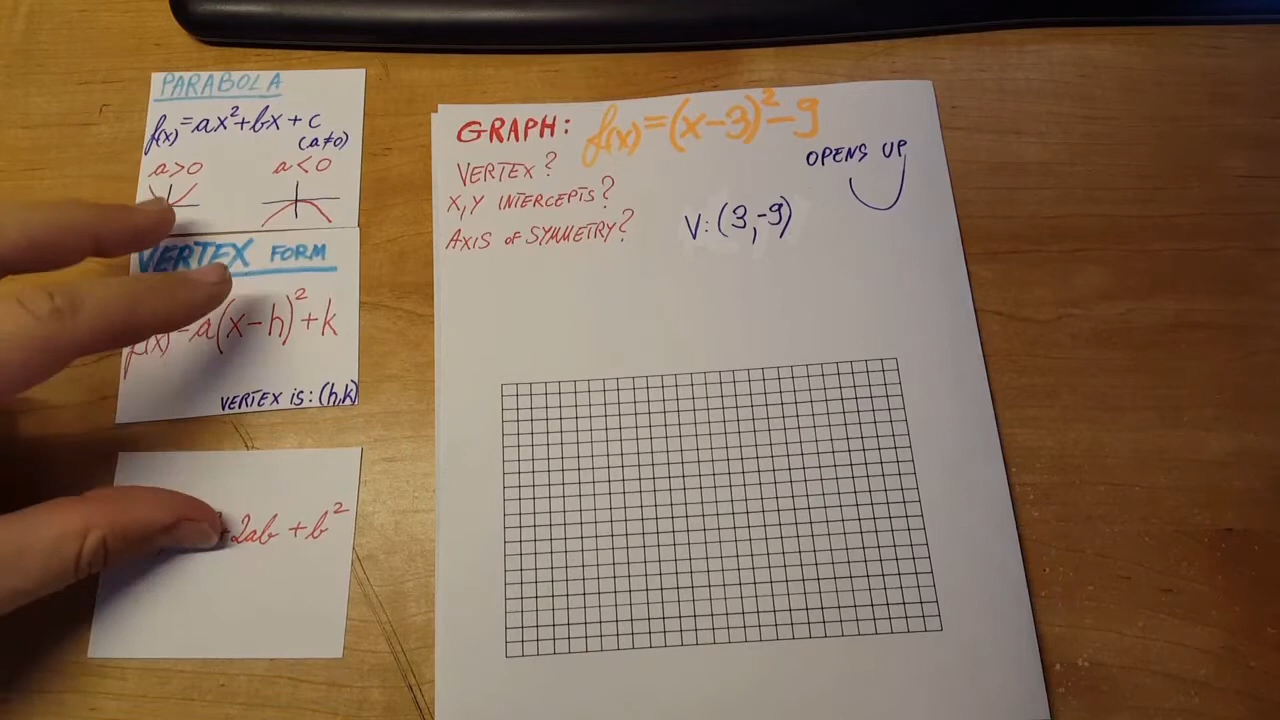 PARABOLA
f(x)=ax²+bx+c
(a≠0)
a>0 a<0
VERTEX FORM
f(x)=a(x-h)²+k
VERTEX is: (h,k)
+2ab +b²
GRAPH: f(x)=(x-3)²-9
VERTEX?
X,Y INTERCEPTS?
AXIS of SYMMETRY?
OPENS UP
V: (3,-9)